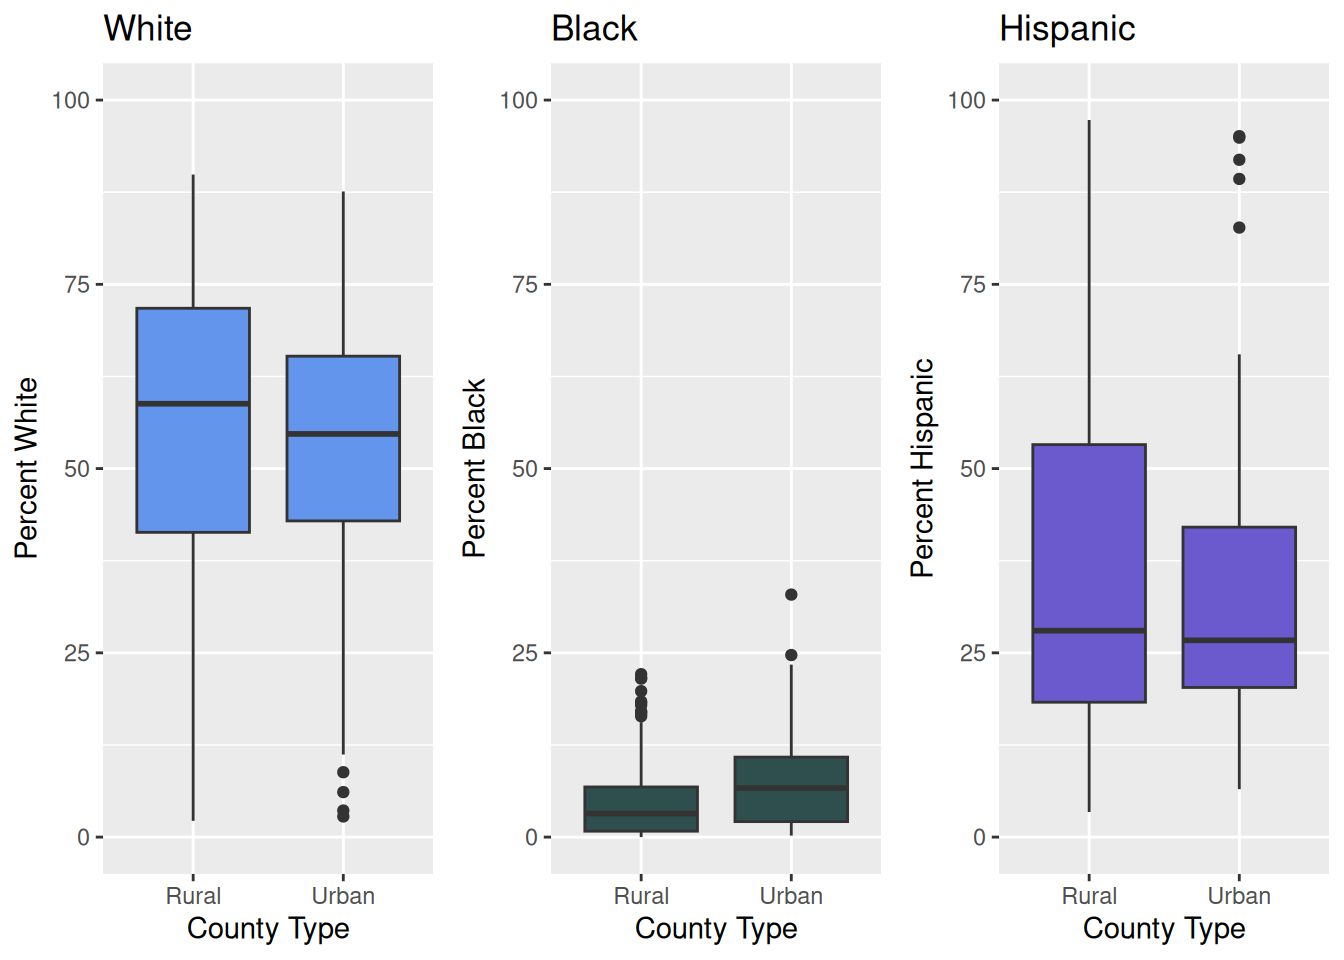 White
Percent White
100
75
50
25
0
Rural
Urban
County Type
Black
Percent Black
100
75
50
25
0
Rural
Urban
County Type
Hispanic
Percent Hispanic
100
75
50
25
0
Rural
Urban
County Type